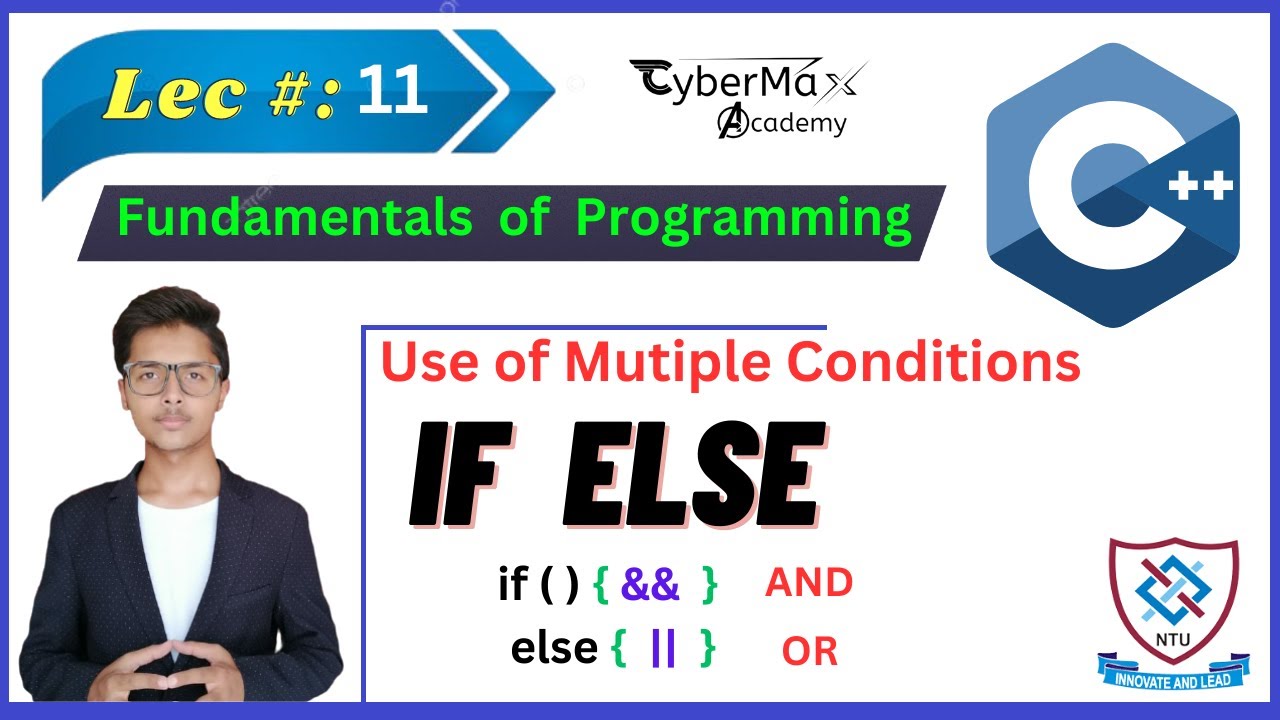 Lec #: 11
CyberMax
Academy
C++
Fundamentals of Programming
Use of Mutiple Conditions
IF ELSE
if ( ) { && } AND
else { || } OR
NTU
INNOVATE AND LEAD